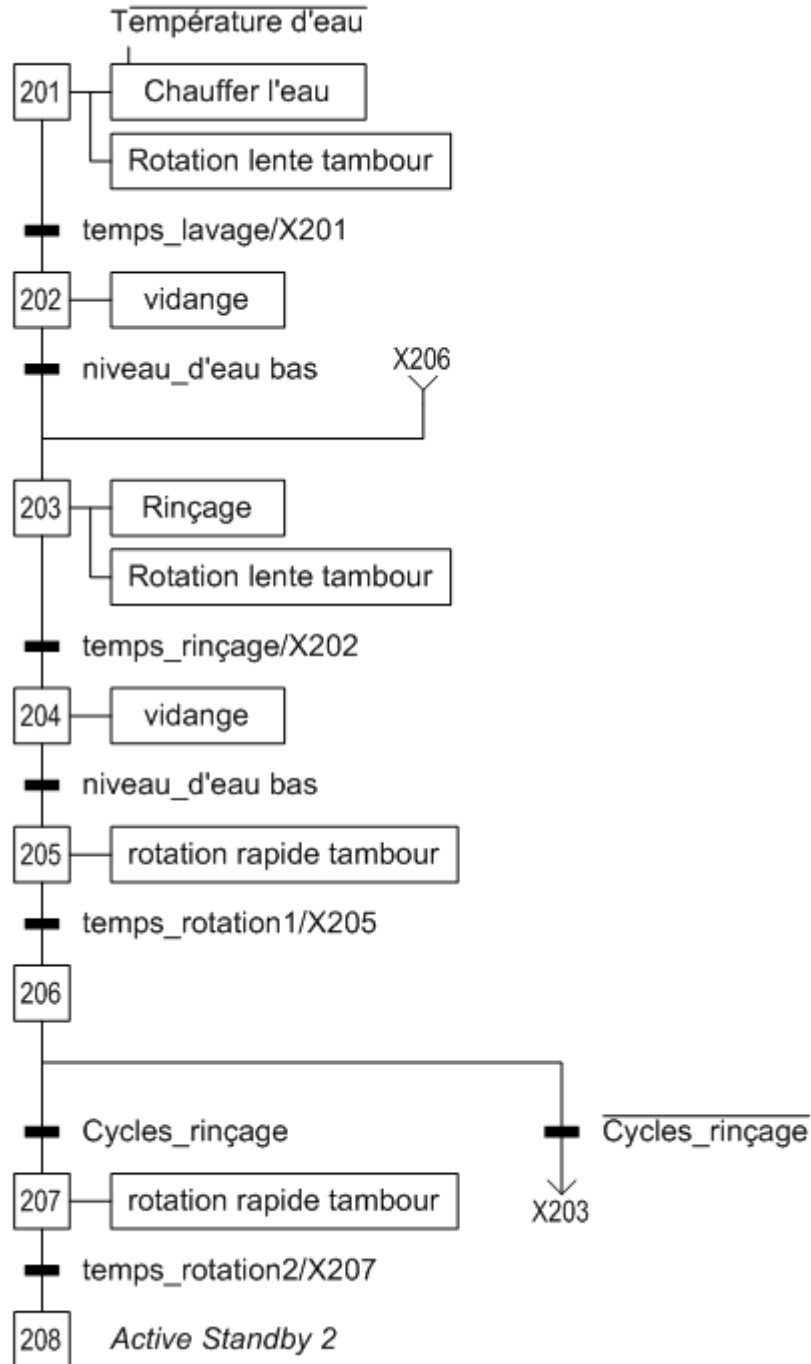 Température d'eau
201 Chauffer l'eau
Rotation lente tambour
temps_lavage/X201
202 vidange
niveau_d'eau bas X206
203 Rinçage
Rotation lente tambour
temps_rinçage/X202
204 vidange
niveau_d'eau bas
205 rotation rapide tambour
temps_rotation1/X205
206
Cycles_rinçage Cycles_rinçage
207 rotation rapide tambour X203
temps_rotation2/X207
208 Active Standby 2